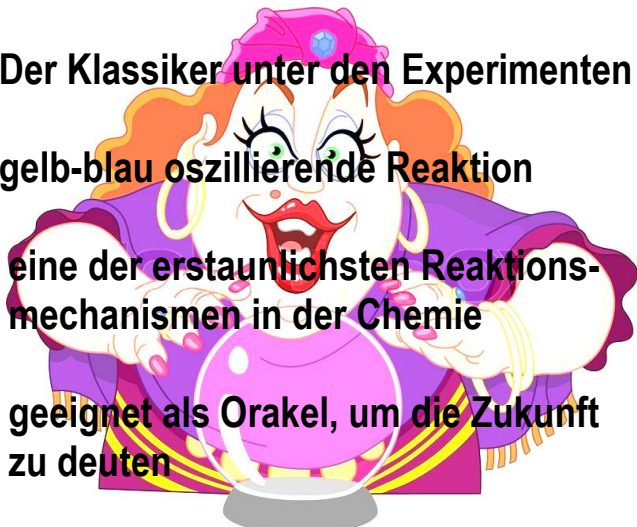 Der Klassiker unter den Experimenten
gelb-blau oszillierende Reaktion
eine der erstaunlichsten Reaktions-
mechanismen in der Chemie
geeignet als Orakel, um die Zukunft
zu deuten